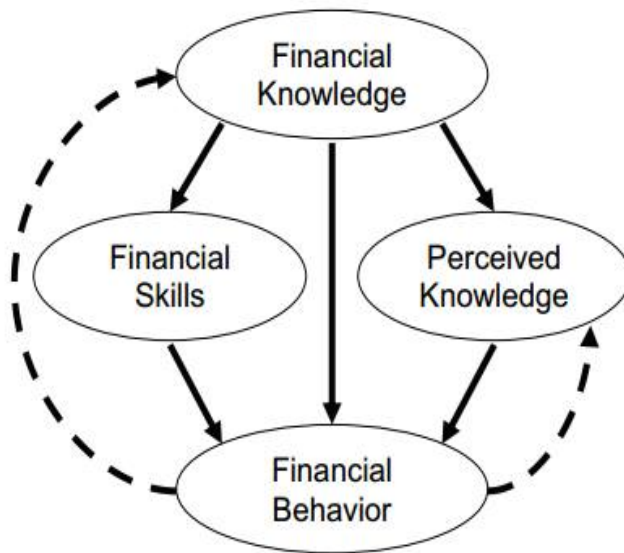 Financial
Knowledge
Financial
Skills
Perceived
Knowledge
Financial
Behavior